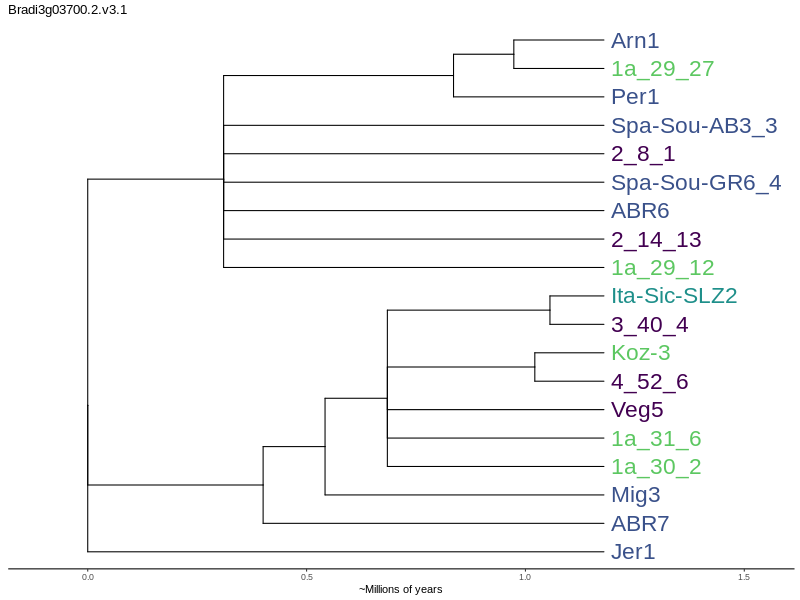 Bradi3g03700.2.v3.1
Arn1
1a_29_27
Per1
Spa-Sou-AB3_3
2_8_1
Spa-Sou-GR6_4
ABR6
2_14_13
1a_29_12
Ita-Sic-SLZ2
3_40_4
Koz-3
4_52_6
Veg5
1a_31_6
1a_30_2
Mig3
ABR7
Jer1
0.0 0.5 1.0 1.5
~Millions of years